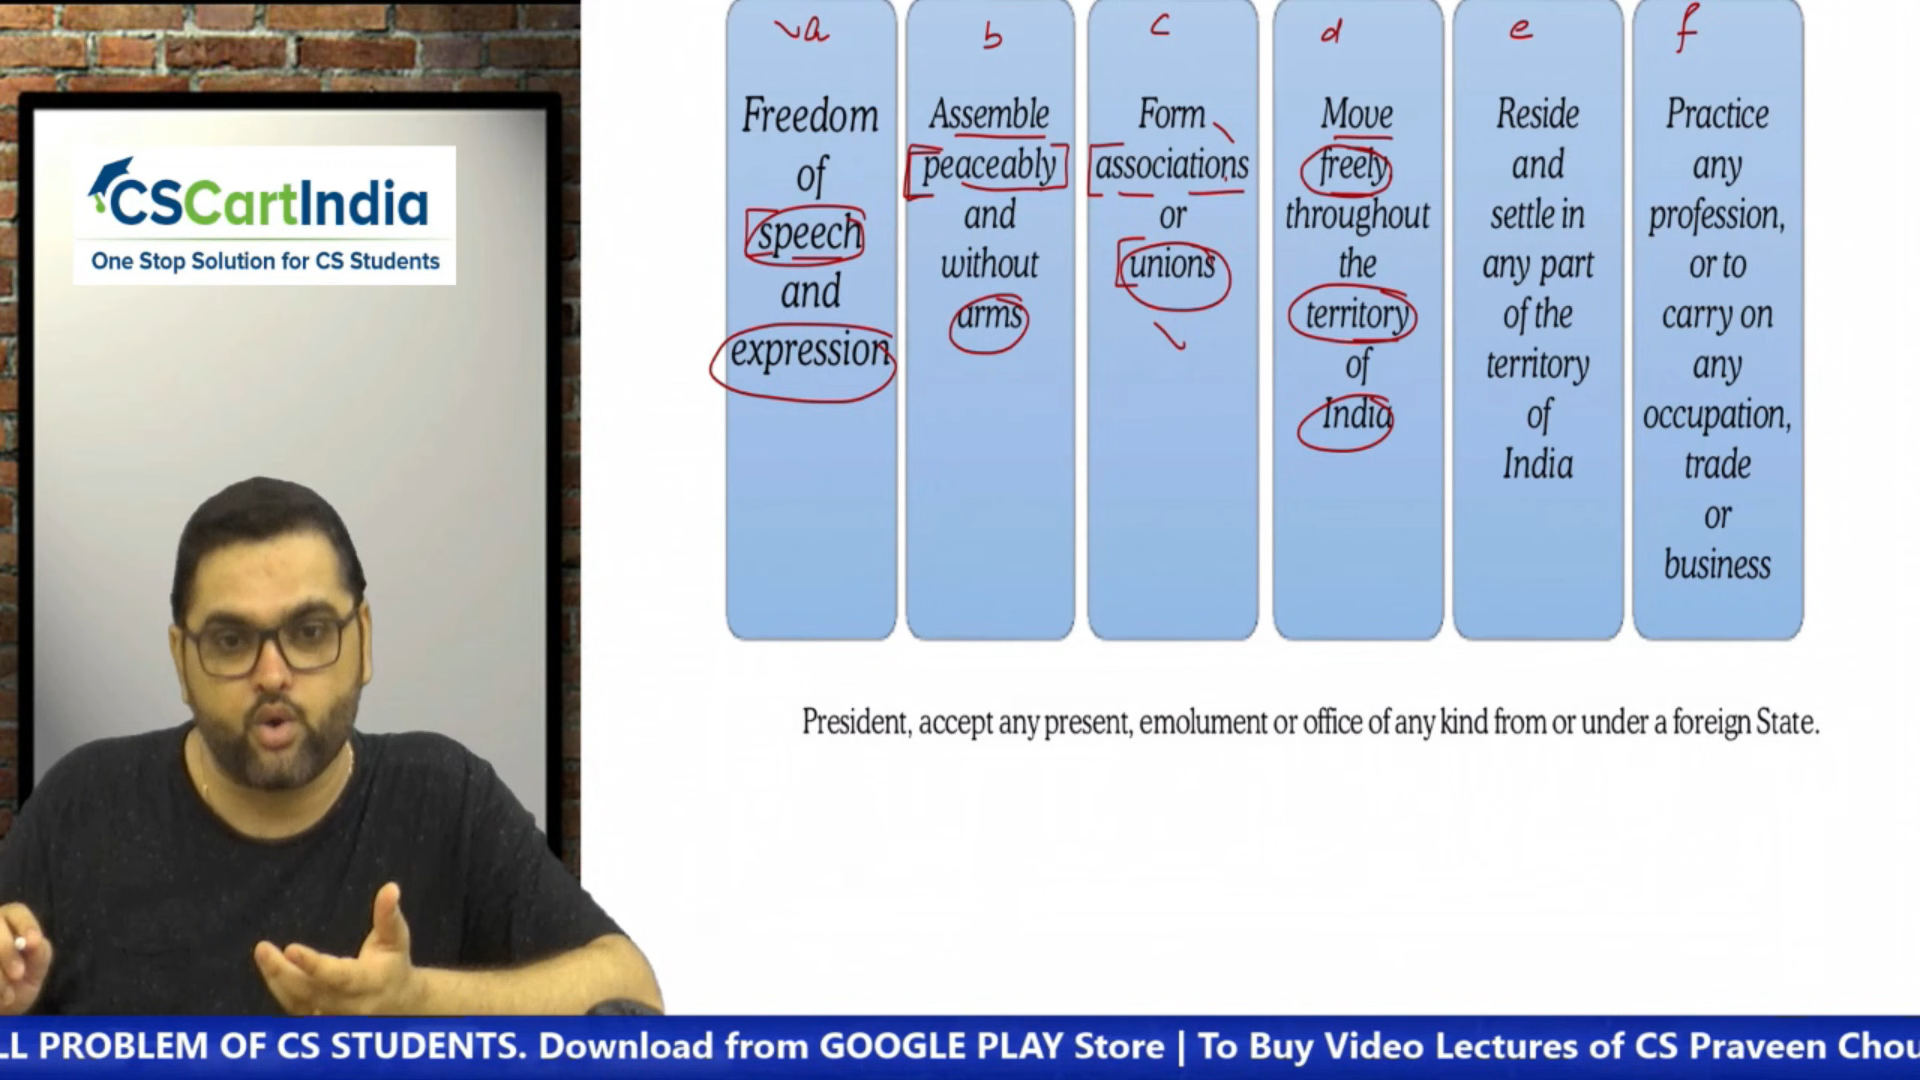 CSCartIndia
One Stop Solution for CS Students
a
Freedom
of
speech
and
expression
b
Assemble
peaceably
and
without
arms
c
Form
associations
or
unions
d
Move
freely
throughout
the
territory
of
India
e
Reside
and
settle in
any part
of the
territory
of
India
f
Practice
any
profession,
or to
carry on
any
occupation,
trade
or
business
President, accept any present, emolument or office of any kind from or under a foreign State.
LL PROBLEM OF CS STUDENTS. Download from GOOGLE PLAY Store | To Buy Video Lectures of CS Praveen Chou